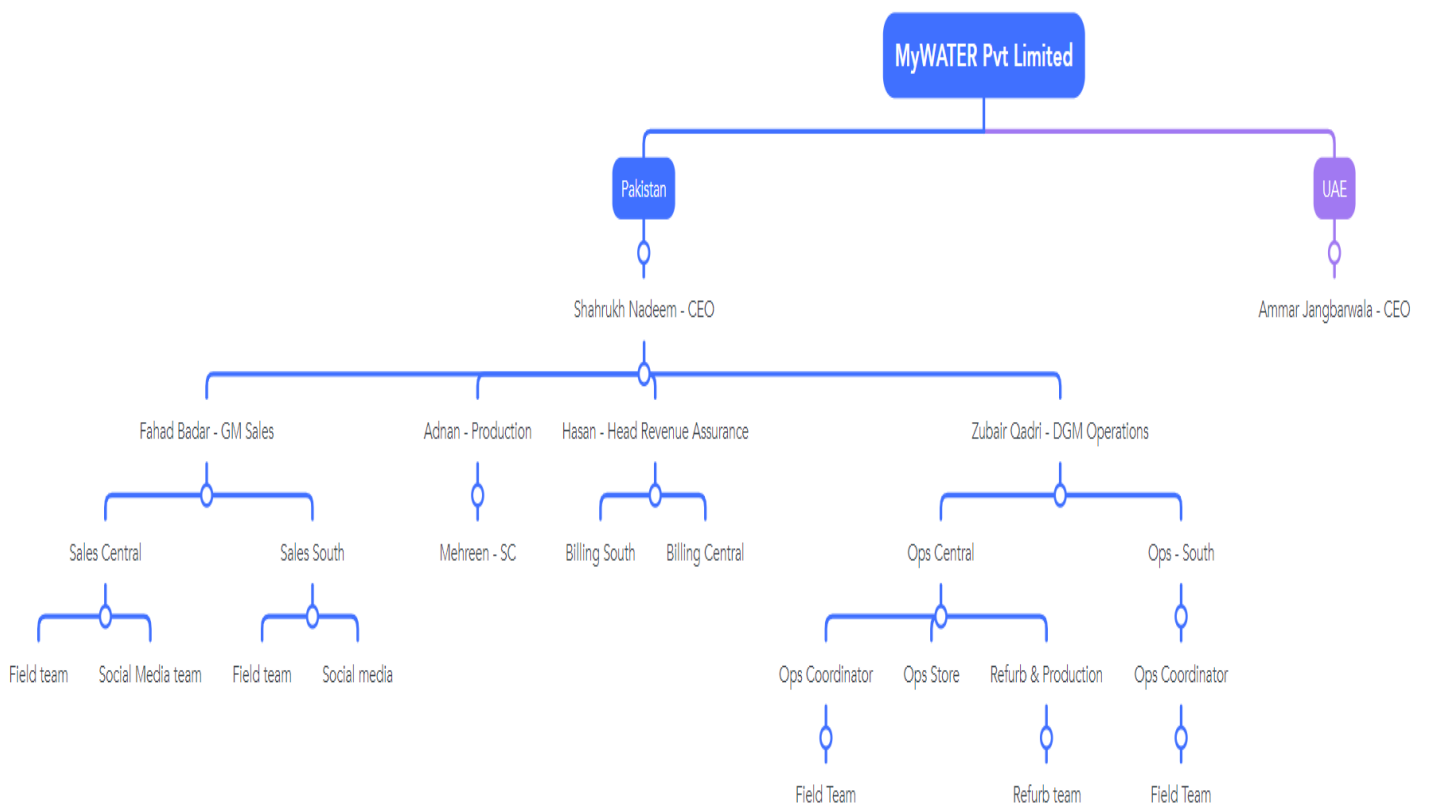 MyWATER Pvt Limited
Pakistan
UAE
Shahrukh Nadeem - CEO
Ammar Jangbarwala - CEO
Fahad Badar - GM Sales
Adnan - Production
Hasan - Head Revenue Assurance
Zubair Qadri - DGM Operations
Sales Central
Sales South
Mehreen - SC
Billing South
Billing Central
Ops Central
Ops - South
Field team
Social Media team
Field team
Social media
Ops Coordinator
Ops Store
Refurb & Production
Ops Coordinator
Field Team
Refurb team
Field Team